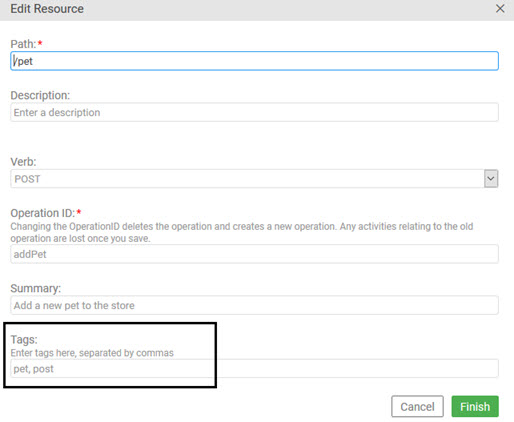 Edit Resource
Path:*
/pet
Description:
Enter a description
Verb:
POST
Operation ID:*
Changing the OperationID deletes the operation and creates a new operation. Any activities relating to the old
operation are lost once you save.
addPet
Summary:
Add a new pet to the store
Tags:
Enter tags here, separated by commas
pet, post
Cancel Finish